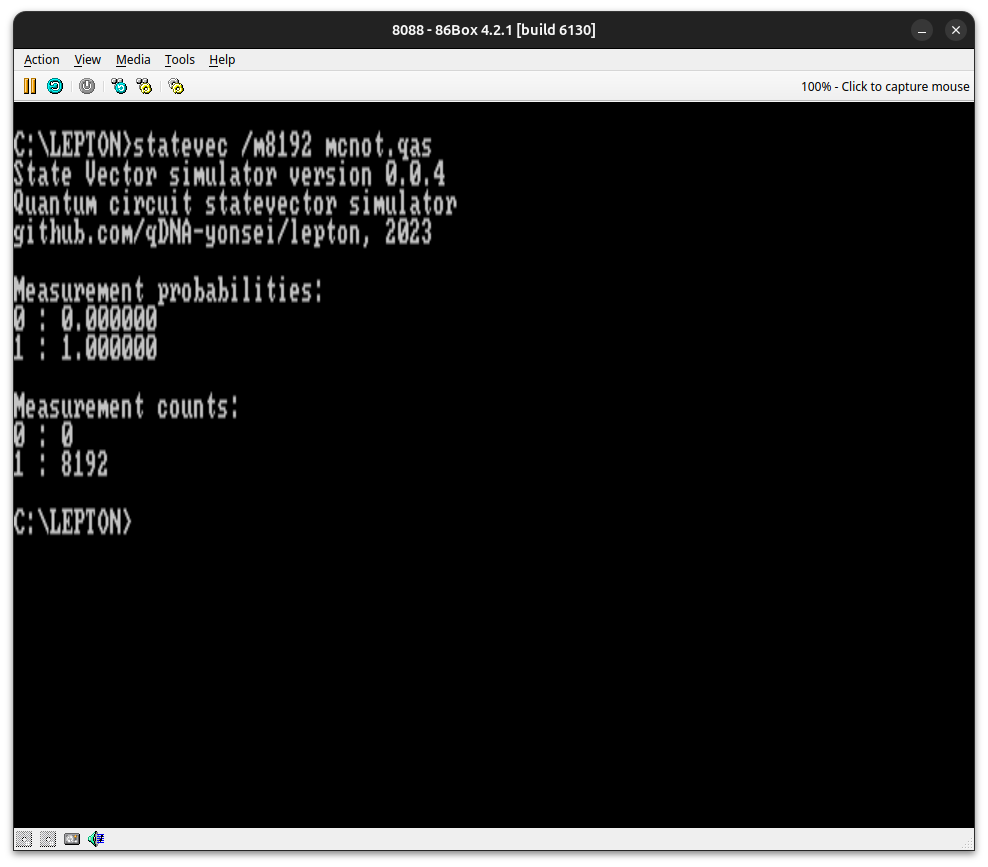 8088 - 86Box 4.2.1 [build 6130]
Action View Media Tools Help
100% - Click to capture mouse
C:\LEPTON>statevec /m8192 mcnot.qas
State Vector simulator version 0.0.4
Quantum circuit statevector simulator
github.com/qDNA-yonsei/lepton, 2023
Measurement probabilities:
0 : 0.000000
1 : 1.000000
Measurement counts:
0 : 0
1 : 8192
C:\LEPTON>